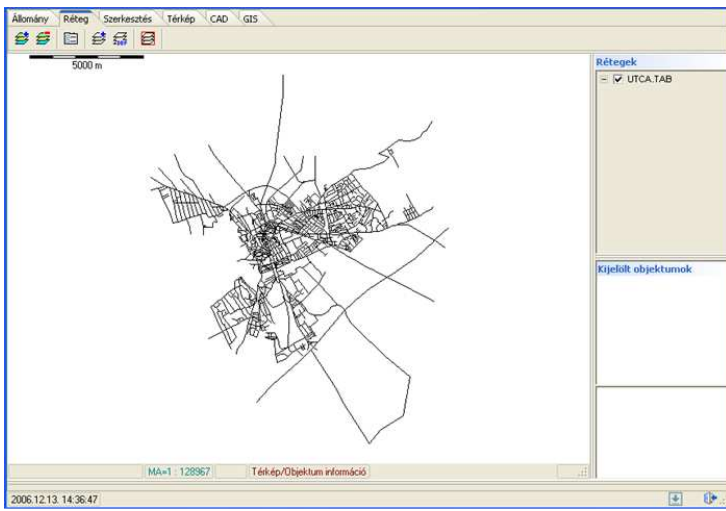 Állomány Réteg Szerkesztés Térkép CAD GIS
5000 m
Rétegek
UTCA.TAB
Kijelölt objektumok
MA=1 : 128967 Térkép/Objektum információ
2006.12.13. 14:36:47